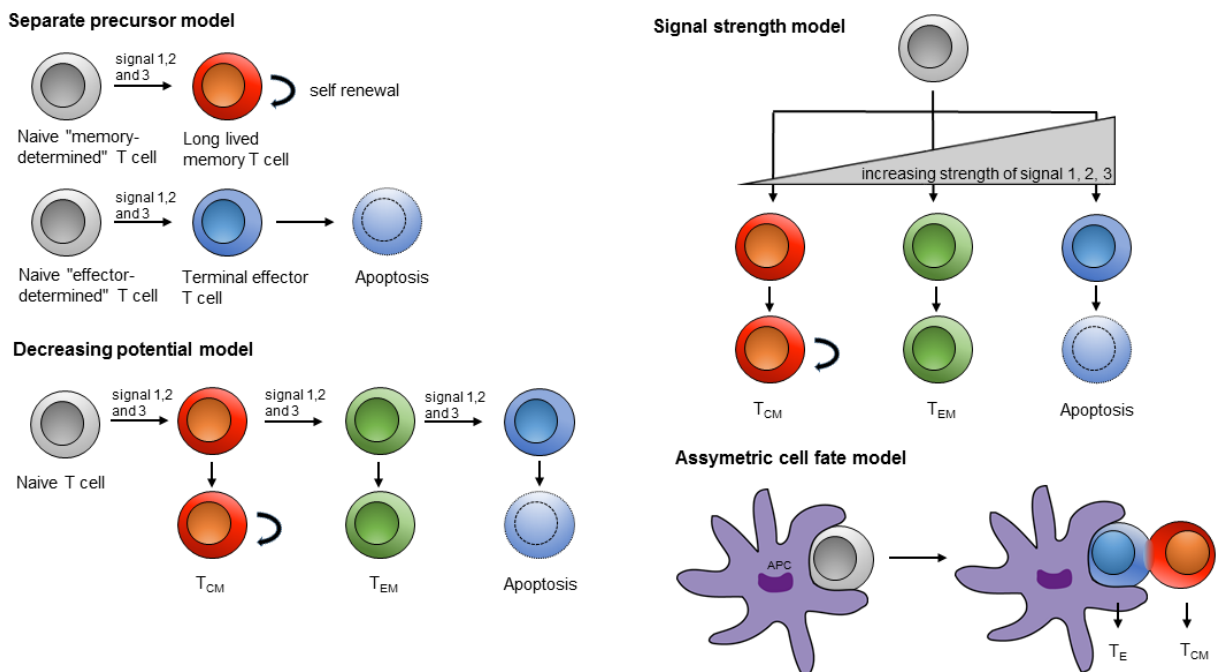 Separate precursor model
signal 1,2
and 3
self renewal
Naive "memory-
determined" T cell
Long lived
memory T cell
signal 1,2
and 3
Naive "effector-
determined" T cell
Terminal effector
T cell
Apoptosis
Decreasing potential model
signal 1,2
and 3
signal 1,2
and 3
signal 1,2
and 3
Naive T cell
TCM
TEM
Apoptosis
Signal strength model
increasing strength of signal 1, 2, 3
TCM
TEM
Apoptosis
Assymetric cell fate model
APC
TE
TCM